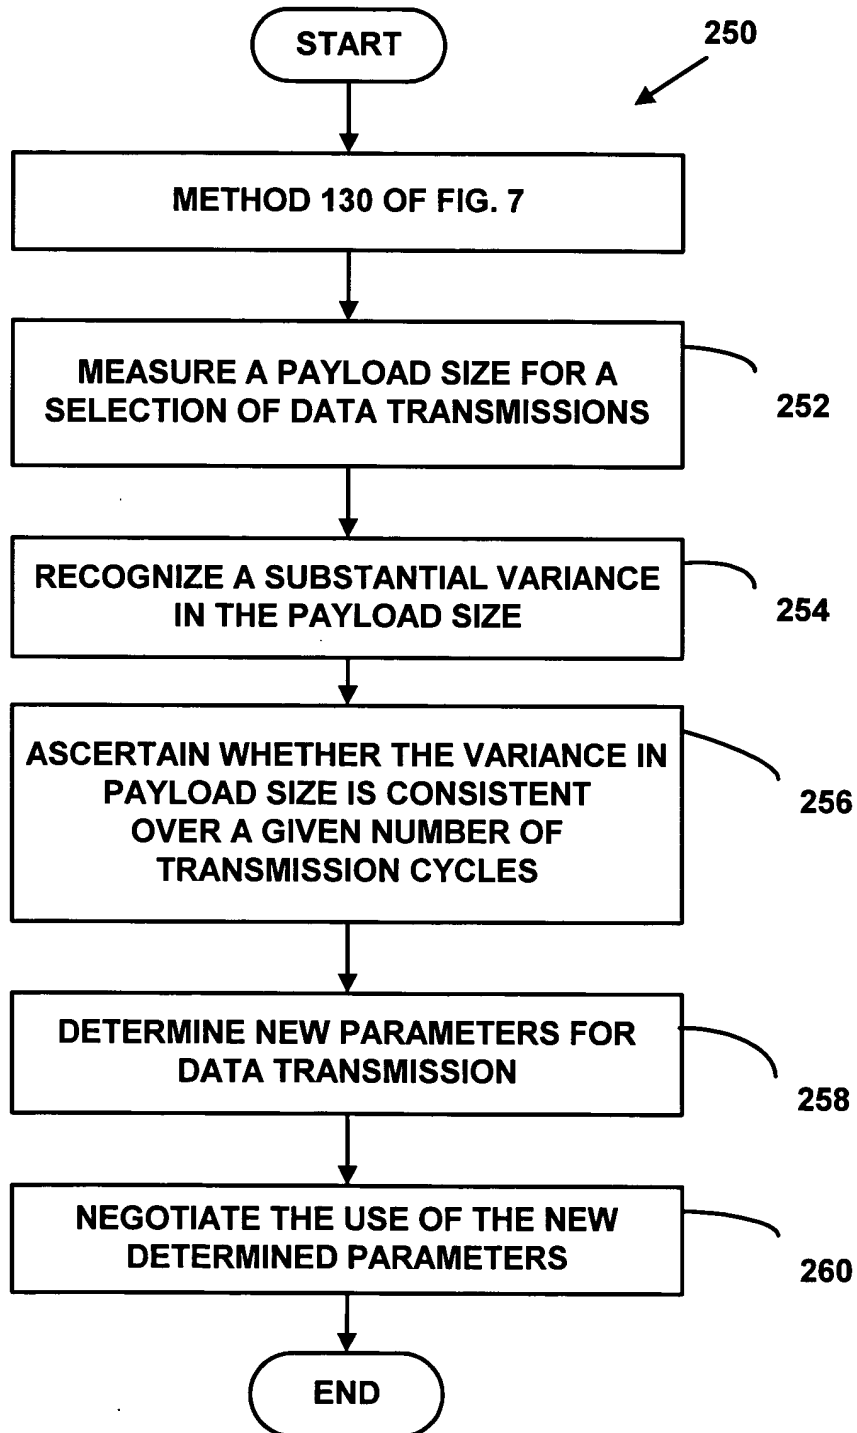 START
250
METHOD 130 OF FIG. 7
MEASURE A PAYLOAD SIZE FOR A
SELECTION OF DATA TRANSMISSIONS
252
RECOGNIZE A SUBSTANTIAL VARIANCE
IN THE PAYLOAD SIZE
254
ASCERTAIN WHETHER THE VARIANCE IN
PAYLOAD SIZE IS CONSISTENT
OVER A GIVEN NUMBER OF
TRANSMISSION CYCLES
256
DETERMINE NEW PARAMETERS FOR
DATA TRANSMISSION
258
NEGOTIATE THE USE OF THE NEW
DETERMINED PARAMETERS
260
END